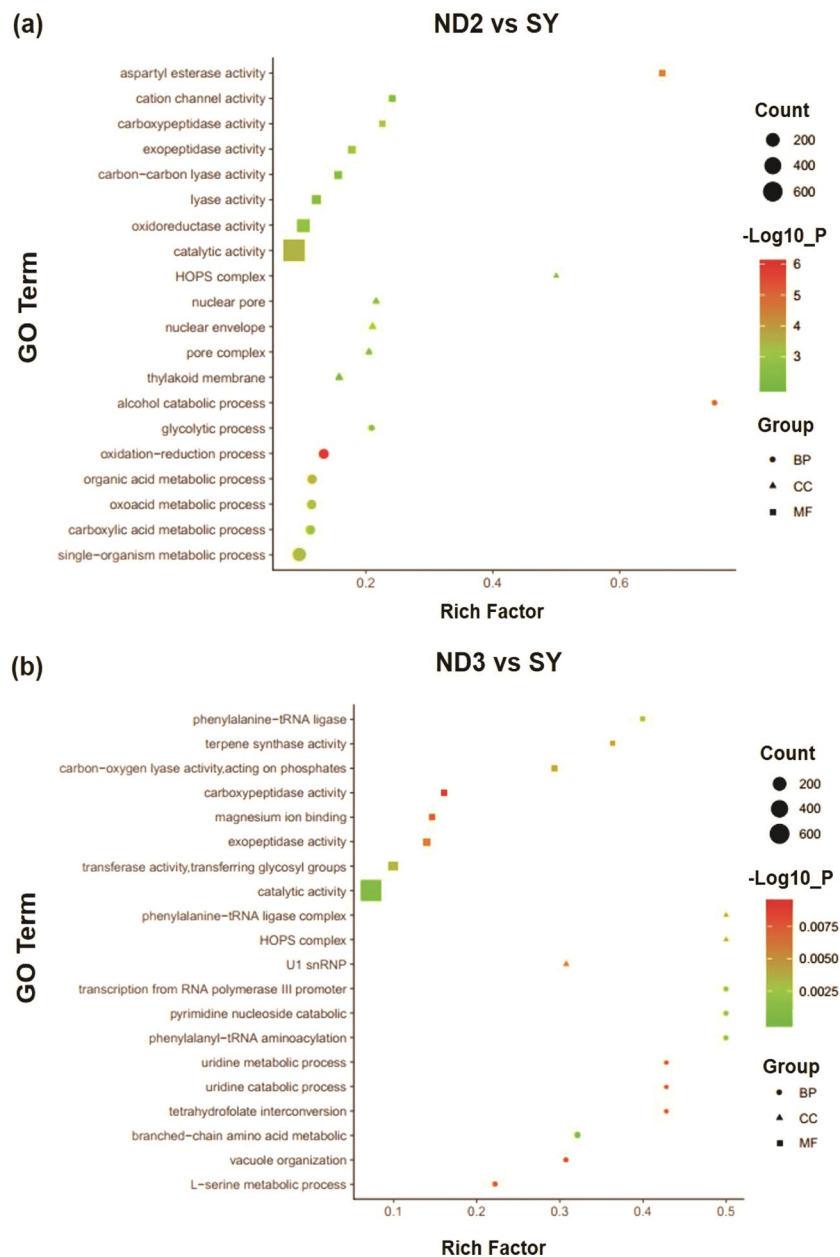 (a)
ND2 vs SY
GO Term
aspartyl esterase activity
cation channel activity
carboxypeptidase activity
exopeptidase activity
carbon−carbon lyase activity
lyase activity
oxidoreductase activity
catalytic activity
HOPS complex
nuclear pore
nuclear envelope
pore complex
thylakoid membrane
alcohol catabolic process
glycolytic process
oxidation−reduction process
organic acid metabolic process
oxoacid metabolic process
carboxylic acid metabolic process
single−organism metabolic process
0.2 0.4 0.6
Rich Factor
Count
200
400
600
-Log10_P
6
5
4
3
Group
BP
CC
MF
(b)
ND3 vs SY
GO Term
phenylalanine−tRNA ligase
terpene synthase activity
carbon−oxygen lyase activity,acting on phosphates
carboxypeptidase activity
magnesium ion binding
exopeptidase activity
transferase activity,transferring glycosyl groups
catalytic activity
phenylalanine−tRNA ligase complex
HOPS complex
U1 snRNP
transcription from RNA polymerase III promoter
pyrimidine nucleoside catabolic
phenylalanyl−tRNA aminoacylation
uridine metabolic process
uridine catabolic process
tetrahydrofolate interconversion
branched−chain amino acid metabolic
vacuole organization
L−serine metabolic process
0.1 0.2 0.3 0.4 0.5
Rich Factor
Count
200
400
600
-Log10_P
0.0075
0.0050
0.0025
Group
BP
CC
MF